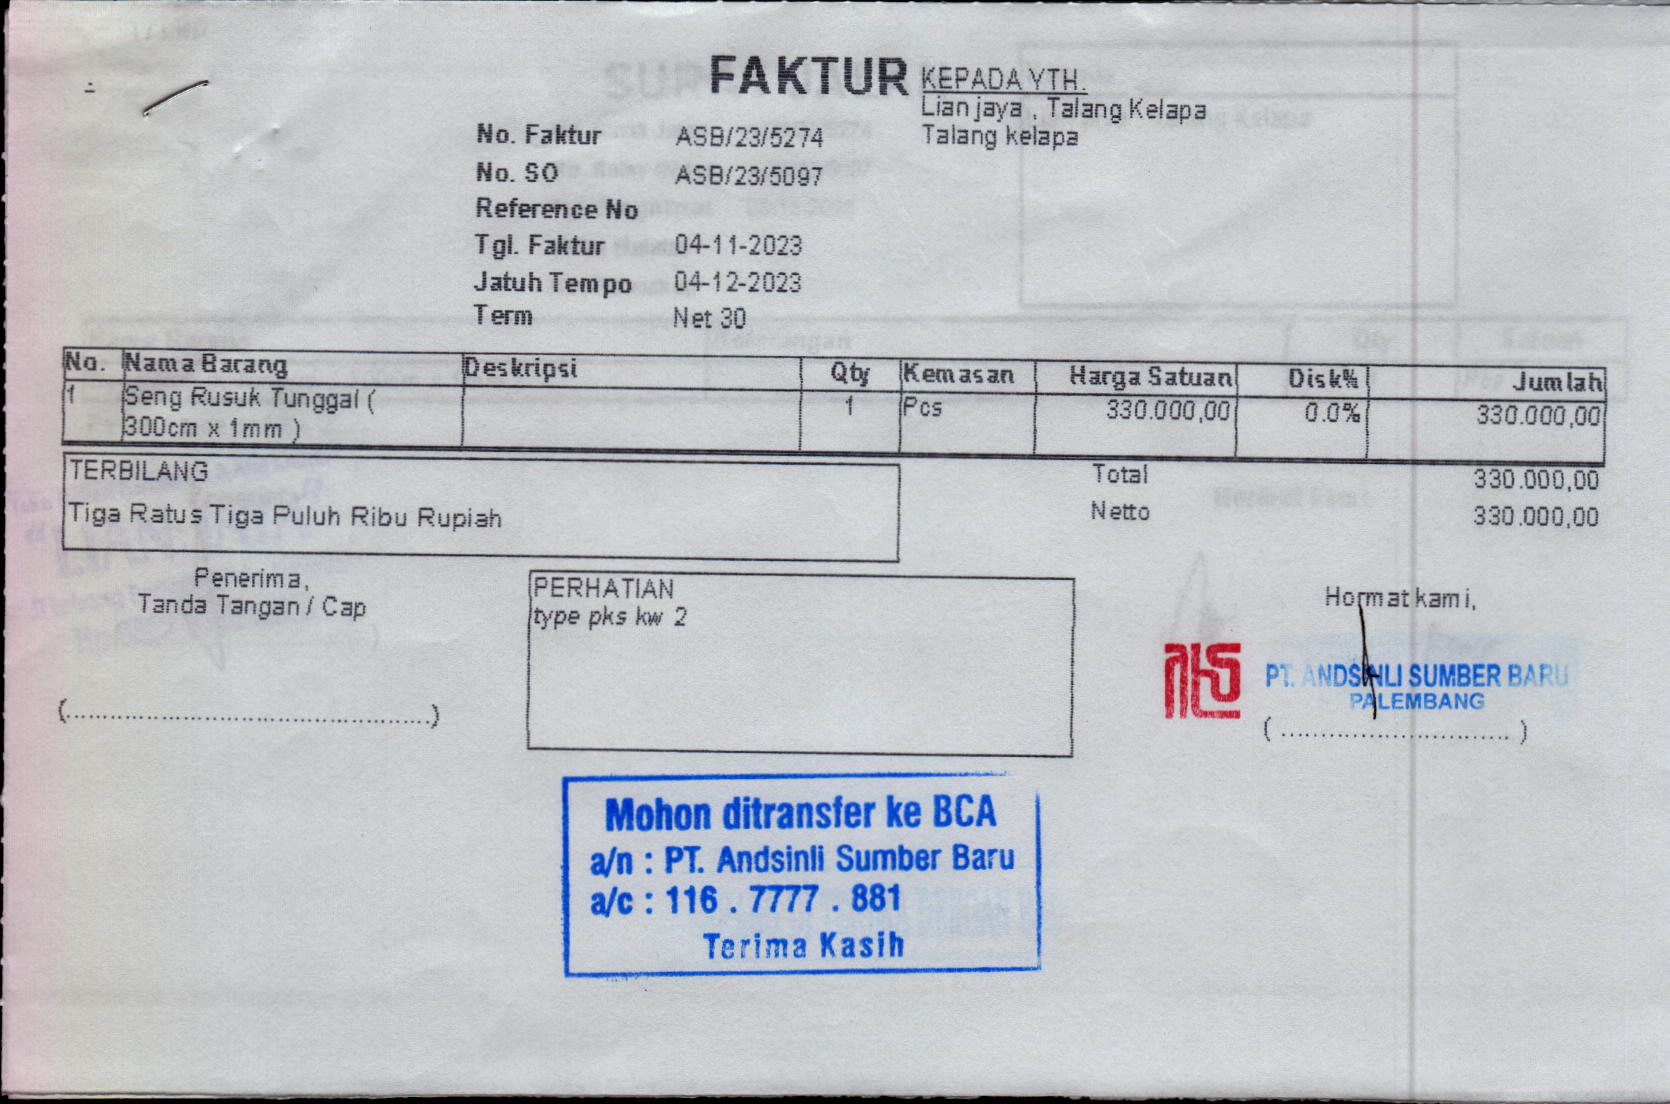 FAKTUR
KEPADA YTH.
Lian jaya , Talang Kelapa
Talang kelapa
No. Faktur ASB/23/5274
No. SO ASB/23/5097
Reference No
Tgl. Faktur 04-11-2023
Jatuh Tempo 04-12-2023
Term Net 30
No. Nama Barang Deskripsi Qty Kemasan Harga Satuan Disk% Jumlah
1 Seng Rusuk Tunggal ( 1 Pcs 330.000,00 0.0% 330.000,00
300cm x 1mm )
TERBILANG
Tiga Ratus Tiga Puluh Ribu Rupiah
Total 330.000,00
Netto 330.000,00
Penerima,
Tanda Tangan / Cap
(................................................)
PERHATIAN
type pks kw 2
Hormat kami,
PT. ANDSINLI SUMBER BARU
PALEMBANG
( .............................. )
Mohon ditransfer ke BCA
a/n : PT. Andsinli Sumber Baru
a/c : 116 . 7777 . 881
Terima Kasih